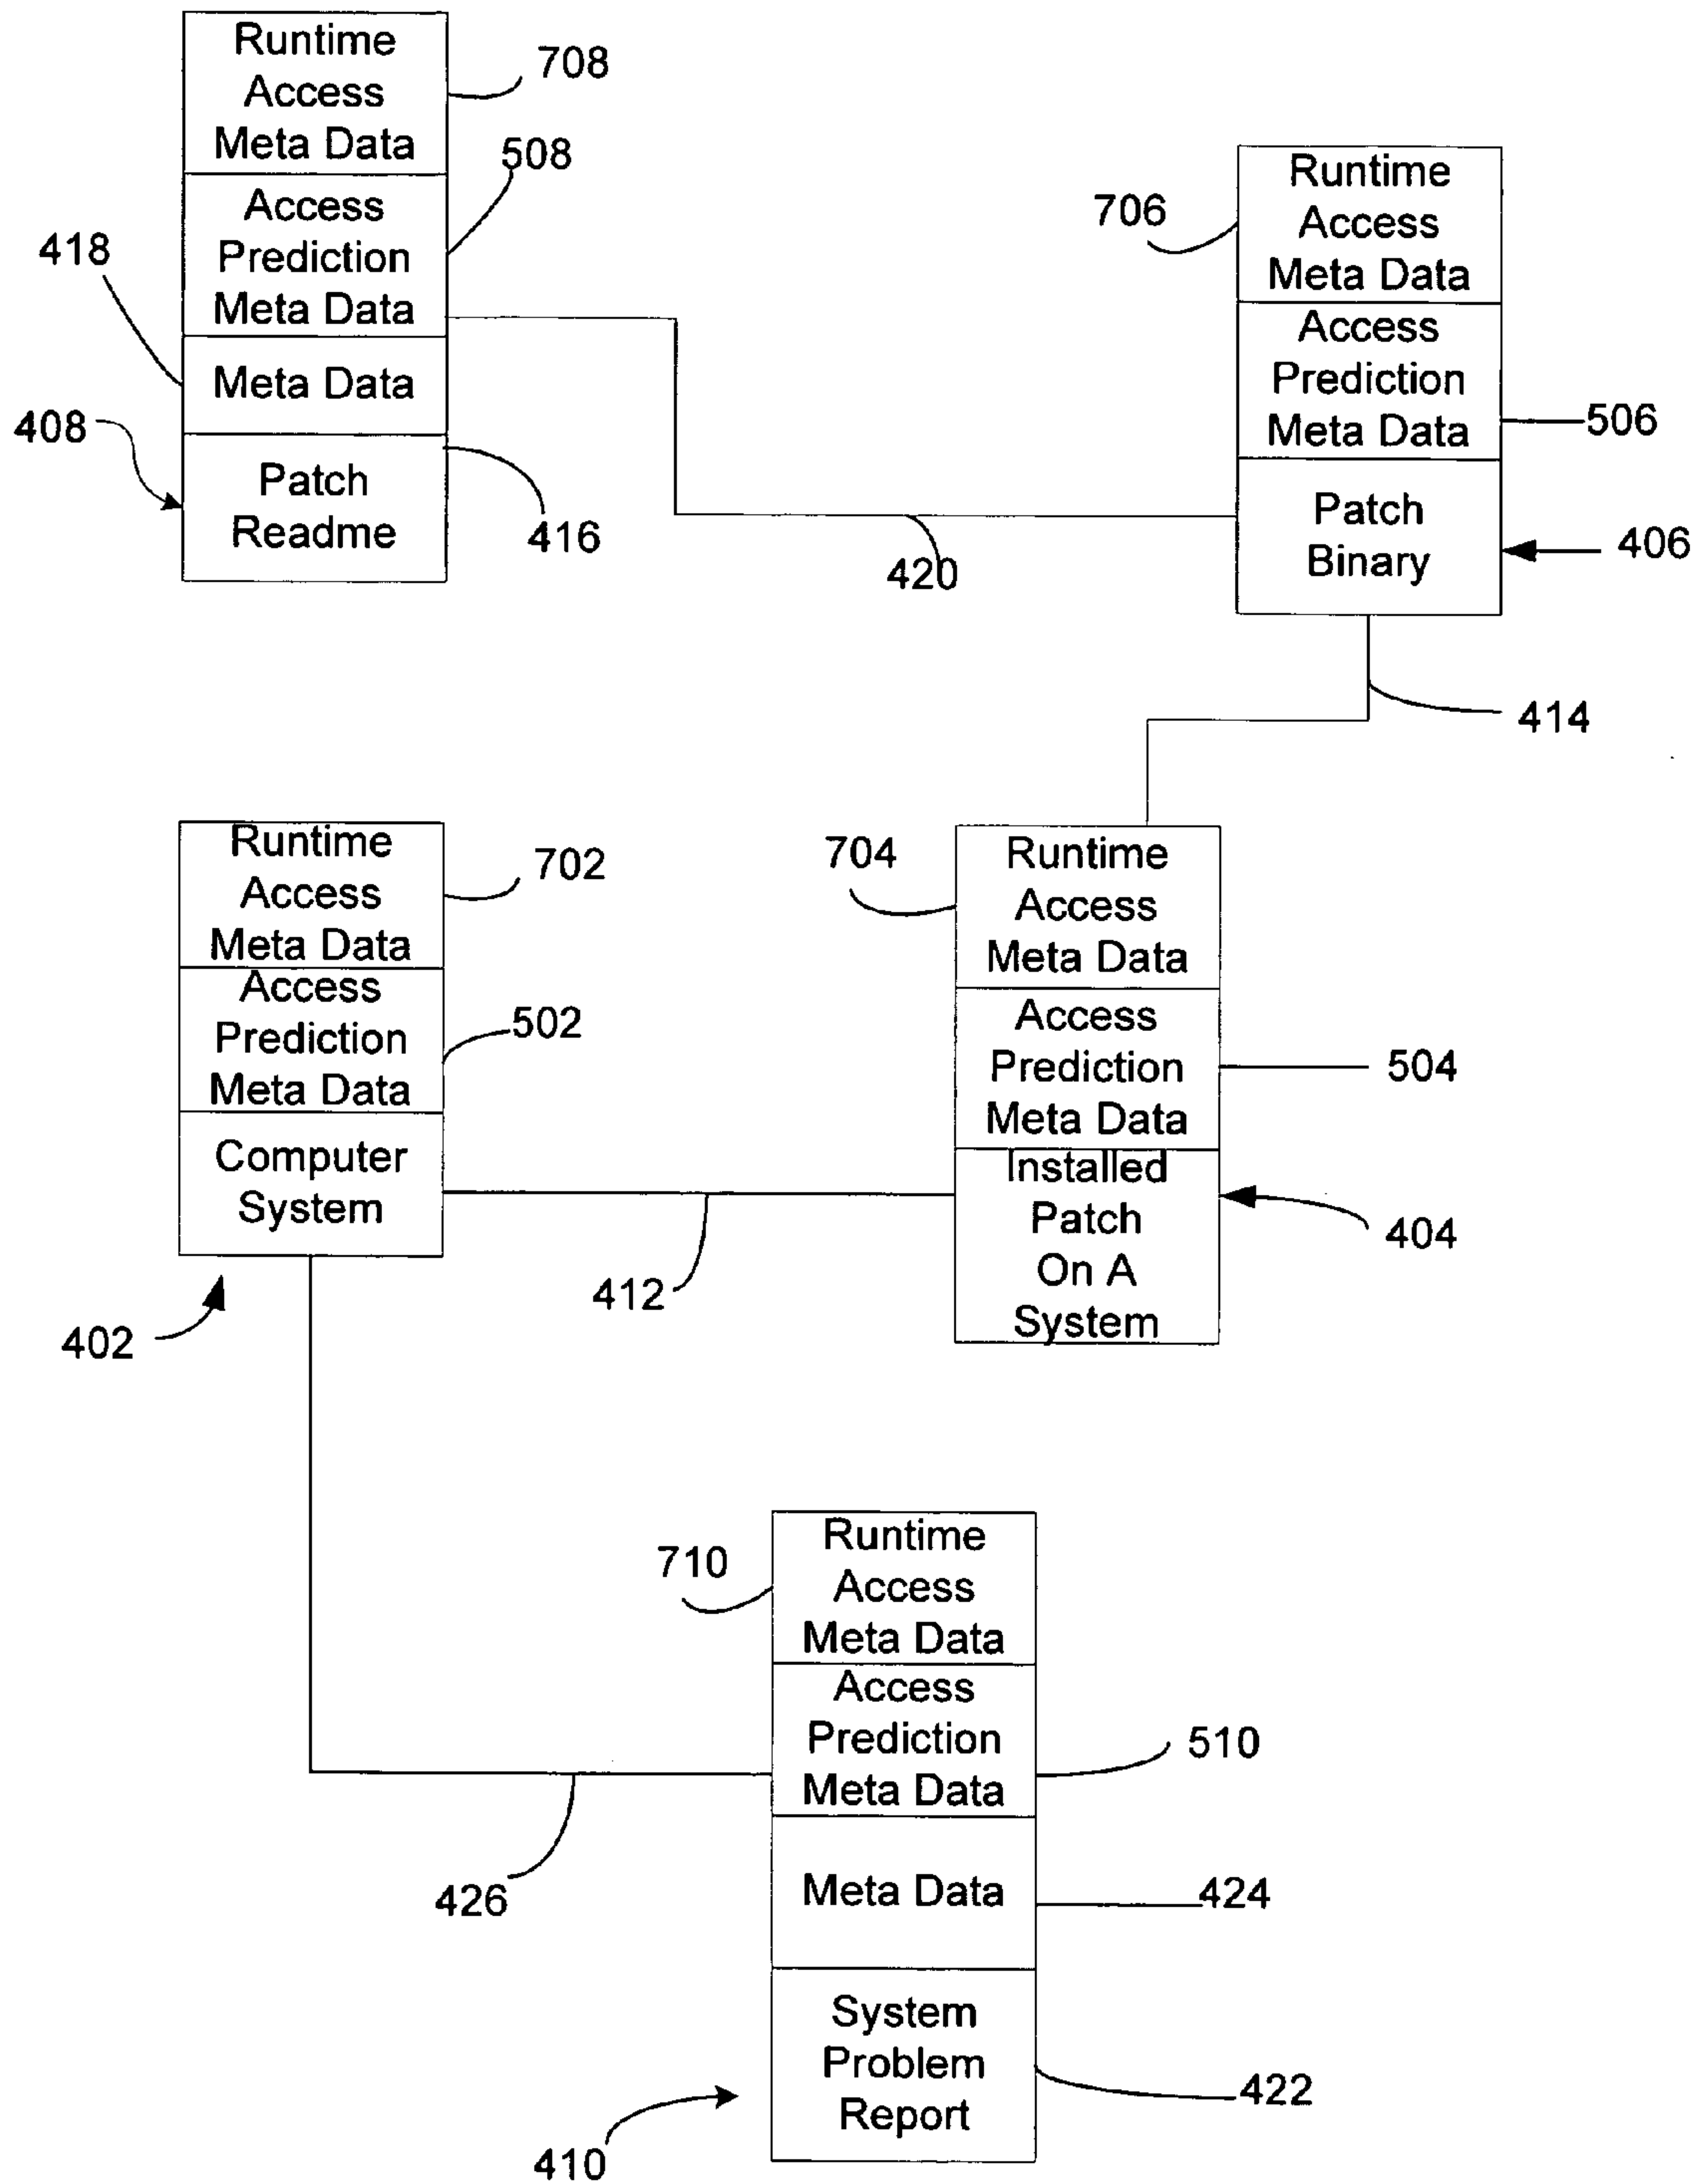 Runtime
Access
Meta Data
708
Access
Prediction
Meta Data
508
418
Meta Data
408
Patch
Readme
416
420
Runtime
Access
Meta Data
706
Access
Prediction
Meta Data
506
Patch
Binary
406
414
Runtime
Access
Meta Data
702
Access
Prediction
Meta Data
502
Computer
System
402
412
704
Runtime
Access
Meta Data
Access
Prediction
Meta Data
504
Installed
Patch
On A
System
404
426
710
Runtime
Access
Meta Data
Access
Prediction
Meta Data
510
Meta Data
424
System
Problem
Report
422
410